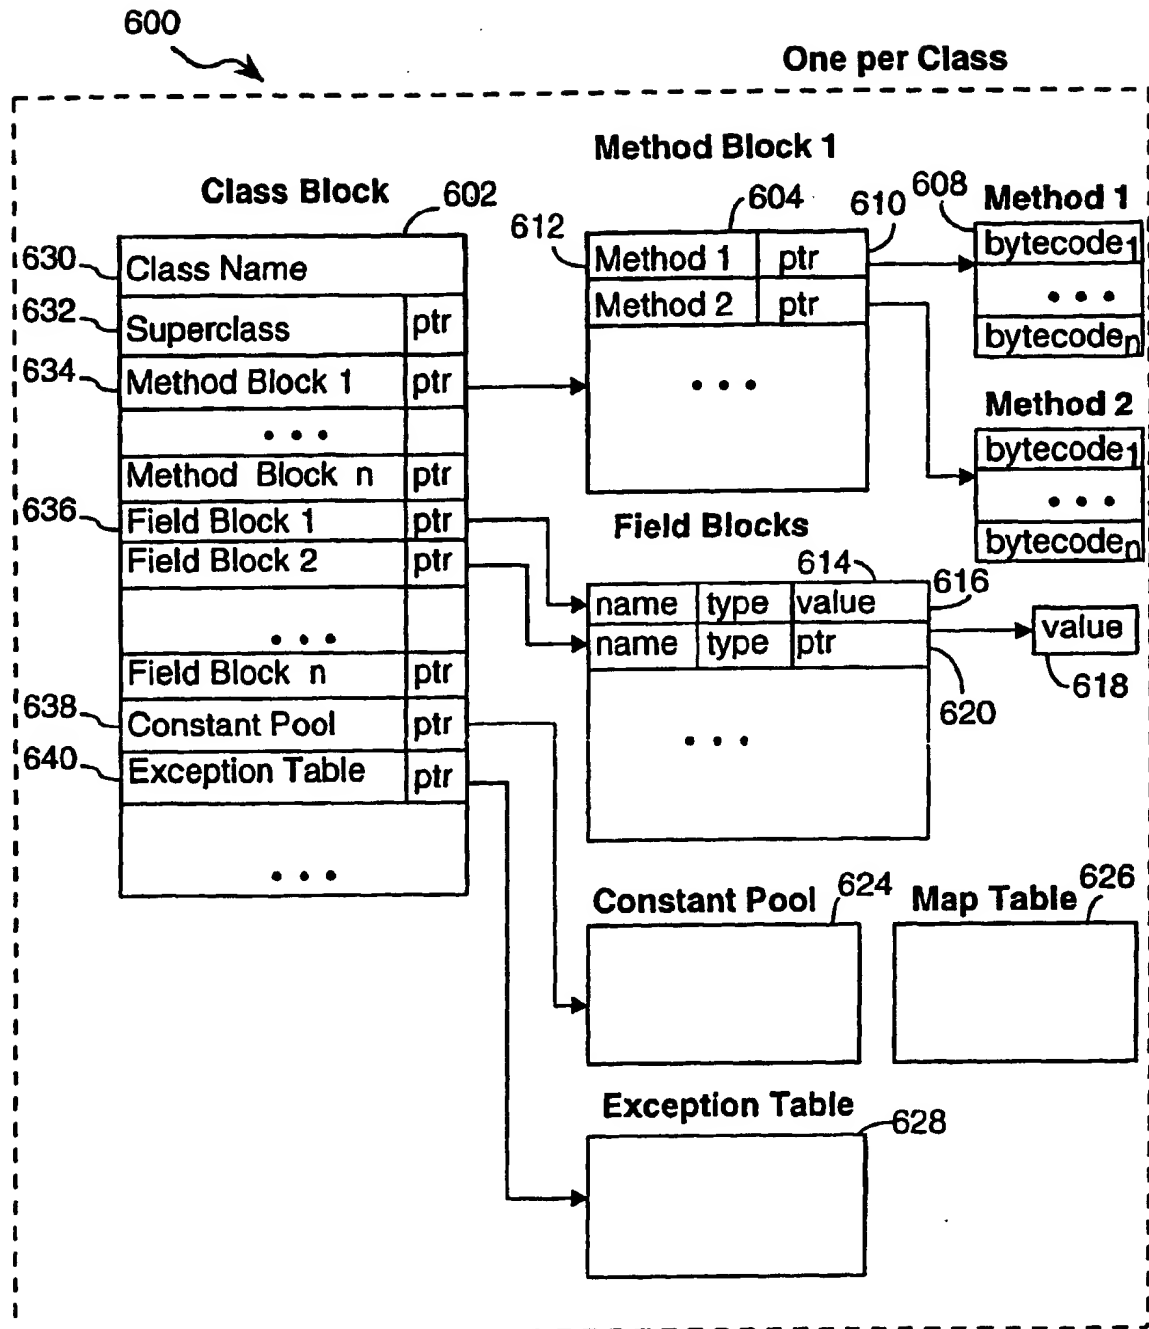 600
One per Class
Class Block
602
630
Class Name
632
Superclass ptr
634
Method Block 1 ptr
• • •
Method Block n ptr
636
Field Block 1 ptr
Field Block 2 ptr
• • •
Field Block n ptr
638
Constant Pool ptr
640
Exception Table ptr
• • •
Method Block 1
604
610
612
Method 1 ptr
Method 2 ptr
• • •
608
Method 1
bytecode1
• • •
bytecoden
Method 2
bytecode1
• • •
bytecoden
Field Blocks
614
616
name type value
name type ptr
620
• • •
value
618
Constant Pool
624
Map Table
626
Exception Table
628